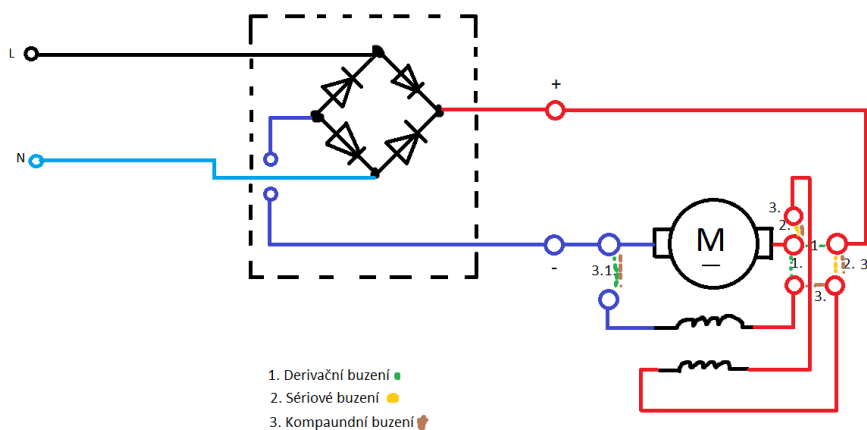 L
+
N
3.
2.
M
1
1.
2. 3
-
3.1.
3.
1. Derivační buzení
2. Sériové buzení
3. Kompaundní buzení